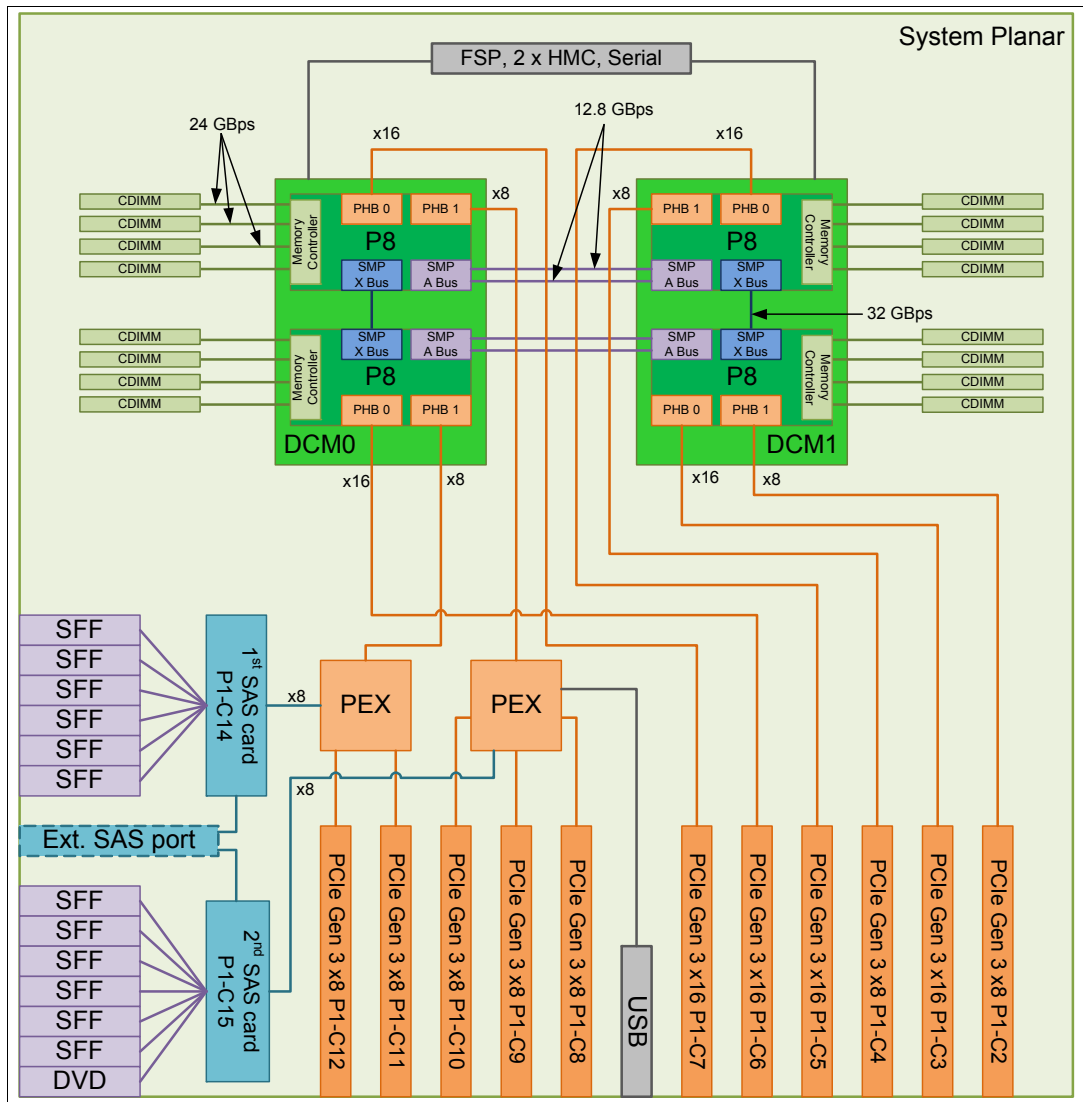 System Planar
FSP, 2 x HMC, Serial
12.8 GBps
24 GBps
x16
x16
x8
x8
CDIMM
CDIMM
CDIMM
CDIMM
Memory
Controller
PHB 0
PHB 1
P8
SMP
X Bus
SMP
A Bus
PHB 1
PHB 0
P8
SMP
A Bus
SMP
X Bus
Memory
Controller
CDIMM
CDIMM
CDIMM
CDIMM
32 GBps
CDIMM
CDIMM
CDIMM
CDIMM
Memory
Controller
SMP
X Bus
SMP
A Bus
P8
PHB 0
PHB 1
DCM0
SMP
A Bus
SMP
X Bus
P8
PHB 0
PHB 1
Memory
Controller
DCM1
CDIMM
CDIMM
CDIMM
CDIMM
x16
x8
x16
x8
SFF
SFF
SFF
SFF
SFF
SFF
1st SAS card
P1-C14
x8
PEX
PEX
x8
Ext. SAS port
SFF
SFF
SFF
SFF
SFF
SFF
DVD
2nd SAS card
P1-C15
PCIe Gen 3 x8 P1-C12
PCIe Gen 3 x8 P1-C11
PCIe Gen 3 x8 P1-C10
PCIe Gen 3 x8 P1-C9
PCIe Gen 3 x8 P1-C8
USB
PCIe Gen 3 x16 P1-C7
PCIe Gen 3 x16 P1-C6
PCIe Gen 3 x16 P1-C5
PCIe Gen 3 x8 P1-C4
PCIe Gen 3 x16 P1-C3
PCIe Gen 3 x8 P1-C2